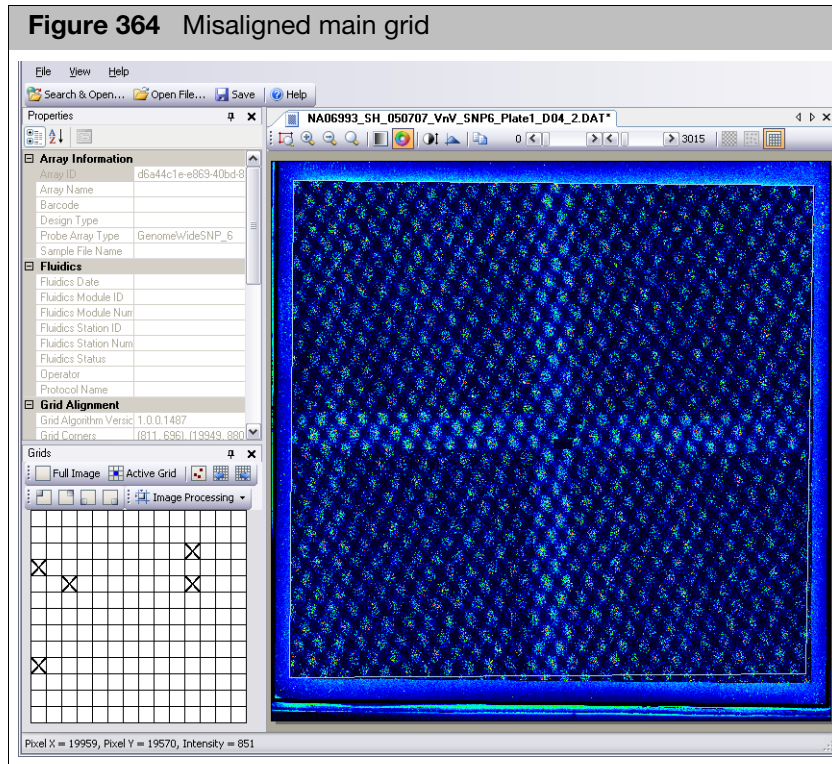 Figure 364 Misaligned main grid
File View Help
Search & Open... Open File... Save Help
Properties
NA06993_SH_050707_VnV_SNP6_Plate1_D04_2.DAT*
0 3015
Array Information
Array ID d6a44c1e-e869-40bd-8
Array Name
Barcode
Design Type
Probe Array Type GenomeWideSNP_6
Sample File Name
Fluidics
Fluidics Date
Fluidics Module ID
Fluidics Module Num
Fluidics Station ID
Fluidics Station Num
Fluidics Status
Operator
Protocol Name
Grid Alignment
Grid Algorithm Versic 1.0.0.1487
Grid Corners (811, 696), (19949, 880
Grids
Full Image Active Grid
Image Processing
Pixel X = 19959, Pixel Y = 19570, Intensity = 851